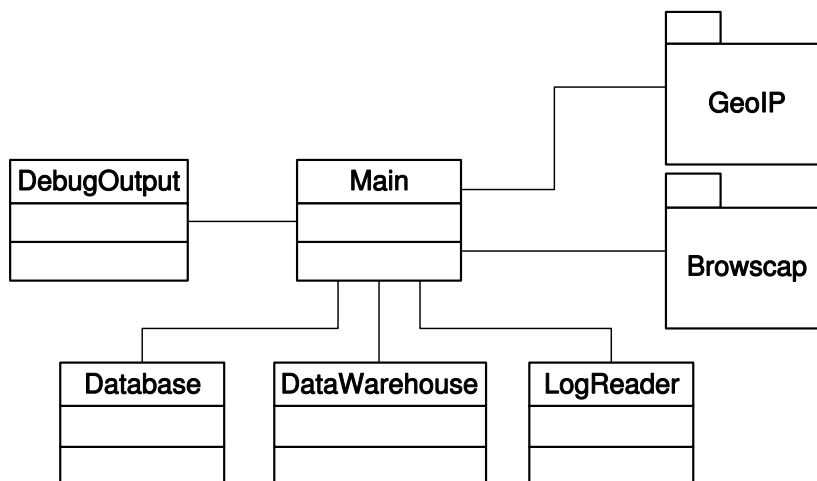 GeoIP
DebugOutput
Main
Browscap
Database
DataWarehouse
LogReader